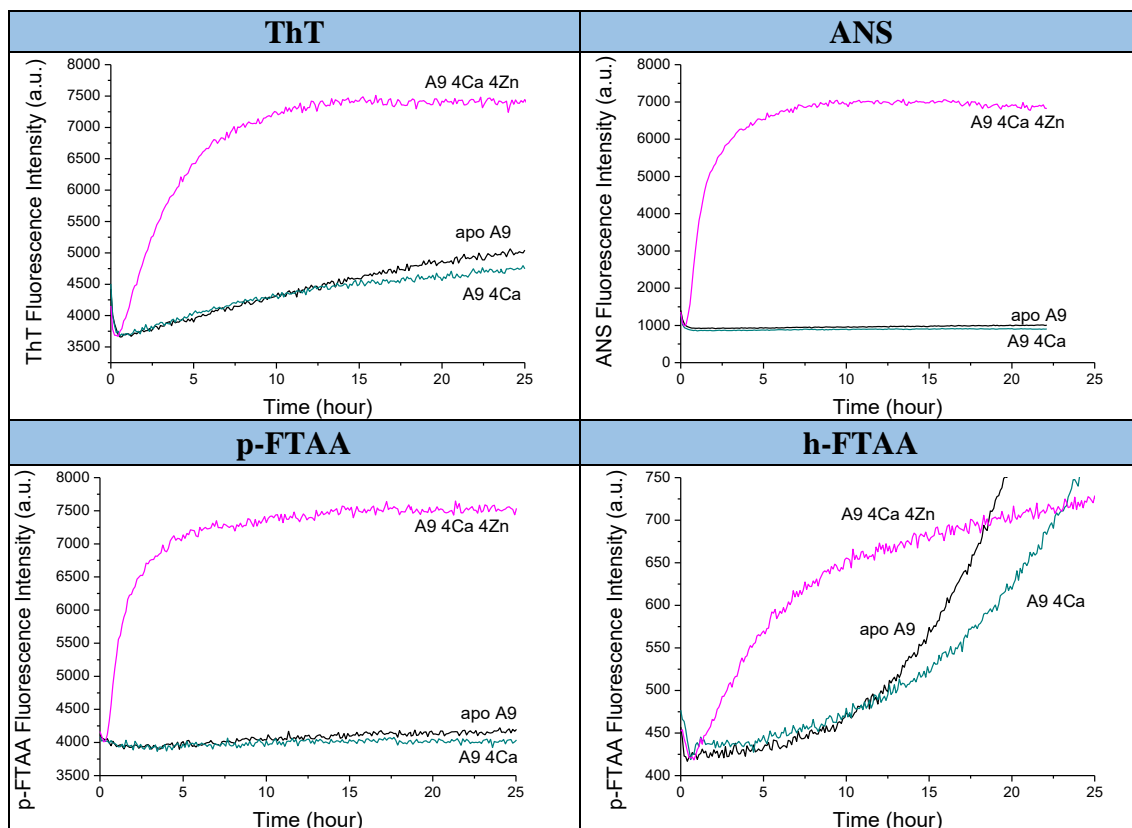 ThT
ANS
ThT Fluorescence Intensity (a.u.)
7500
7000
6500
6000
5500
5000
4500
4000
3500
A9 4Ca 4Zn
apo A9
A9 4Ca
0 5 10 15 20 25
Time (hour)
ANS Fluorescence Intensity (a.u.)
8000
7000
6000
5000
4000
3000
2000
1000
0
A9 4Ca 4Zn
apo A9
A9 4Ca
0 5 10 15 20 25
Time (hour)
p-FTAA
h-FTAA
p-FTAA Fluorescence Intensity (a.u.)
8000
7500
7000
6500
6000
5500
5000
4500
4000
3500
A9 4Ca 4Zn
apo A9
A9 4Ca
0 5 10 15 20 25
Time (hour)
p-FTAA Fluorescence Intensity (a.u.)
750
700
650
600
550
500
450
400
A9 4Ca 4Zn
A9 4Ca
apo A9
0 5 10 15 20 25
Time (hour)